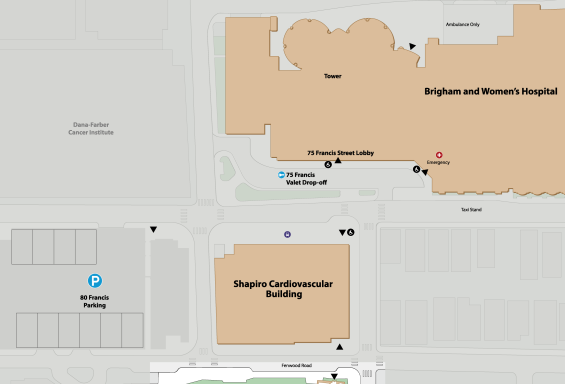 Ambulance Only
Tower
Brigham and Women's Hospital
Dana-Farber
Cancer Institute
75 Francis Street Lobby
Emergency
75 Francis
Valet Drop-off
Taxi Stand
Shapiro Cardiovascular
Building
P
80 Francis
Parking
Fenwood Road